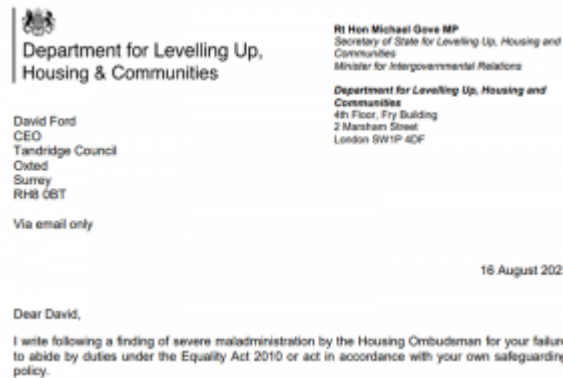 Department for Levelling Up,
Housing & Communities
Rt Hon Michael Gove MP
Secretary of State for Levelling Up, Housing and
Communities
Minister for Intergovernmental Relations
Department for Levelling Up, Housing and
Communities
4th Floor, Fry Building
2 Marsham Street
London SW1P 4DF
David Ford
CEO
Tandridge Council
Oxted
Surrey
RH8 0BT
Via email only
16 August 202
Dear David,
I write following a finding of severe maladministration by the Housing Ombudsman for your failur
to abide by duties under the Equality Act 2010 or act in accordance with your own safeguarding
policy.